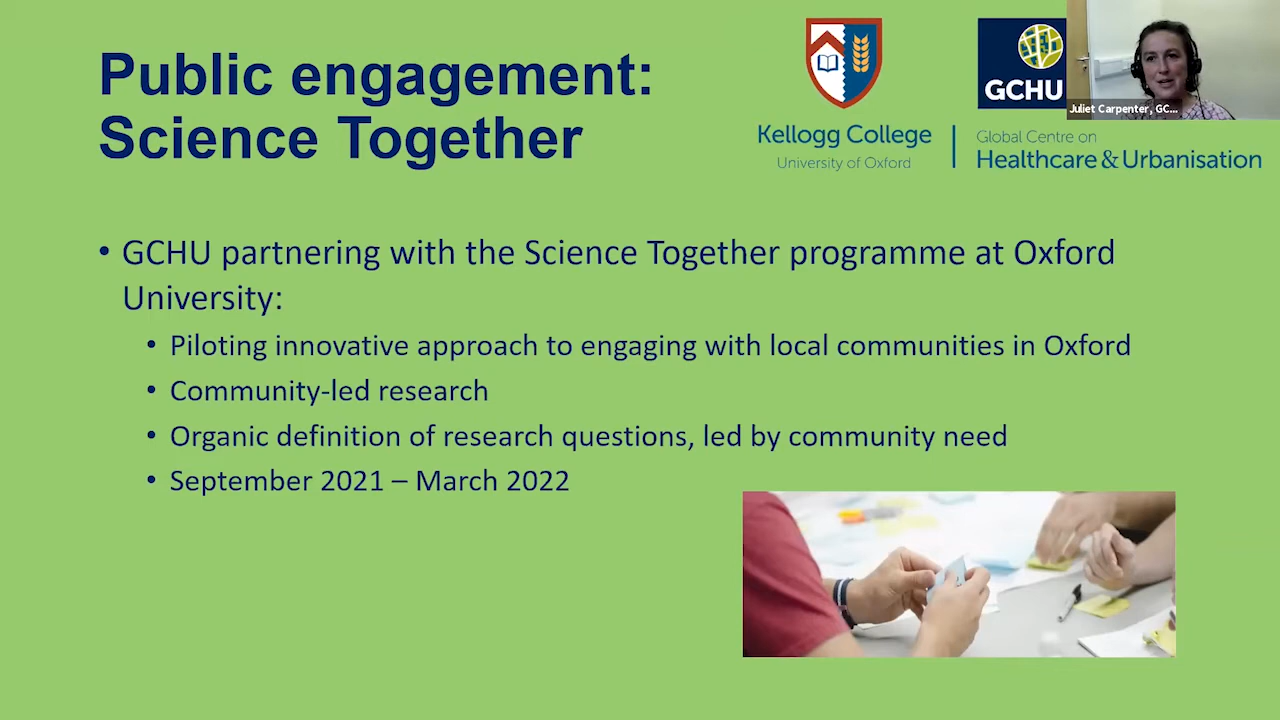 Public engagement:
Science Together
GCHU
Juliet Carpenter, GC...
Kellogg College
University of Oxford
Global Centre on
Healthcare & Urbanisation
• GCHU partnering with the Science Together programme at Oxford
University:
• Piloting innovative approach to engaging with local communities in Oxford
• Community-led research
• Organic definition of research questions, led by community need
• September 2021 – March 2022